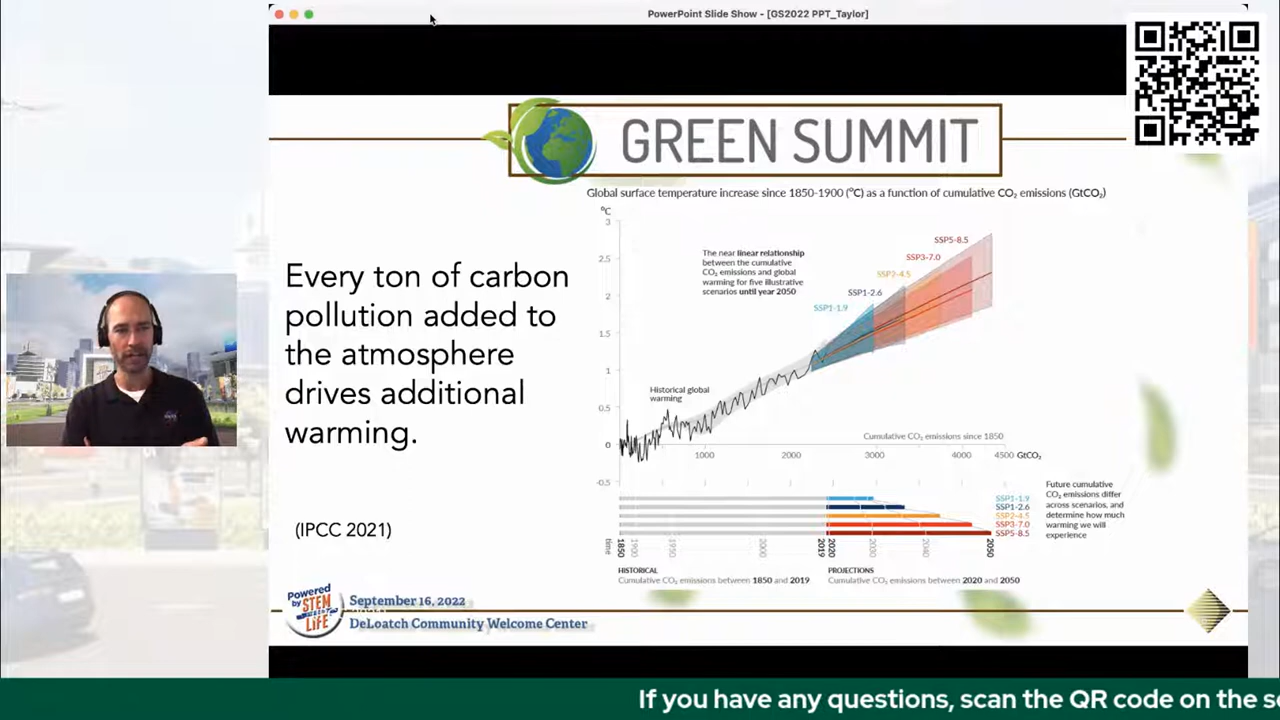 PowerPoint Slide Show - [GS2022 PPT_Taylor]
GREEN SUMMIT
Global surface temperature increase since 1850-1900 (°C) as a function of cumulative CO₂ emissions (GtCO₂)
Every ton of carbon
pollution added to
the atmosphere
drives additional
warming.
(IPCC 2021)
°C
3
2.5
2
1.5
1
0.5
0
-0.5
The near linear relationship
between the cumulative
CO₂ emissions and global
warming for five illustrative
scenarios until year 2050
SSP5-8.5
SSP3-7.0
SSP2-4.5
SSP1-2.6
SSP1-1.9
Historical global
warming
Cumulative CO₂ emissions since 1850
1000 2000 3000 4000 4500 GtCO₂
SSP1-1.9
SSP1-2.6
SSP2-4.5
SSP3-7.0
SSP5-8.5
Future cumulative
CO₂ emissions differ
across scenarios, and
determine how much
warming we will
experience
time 1850 1900 1950 2000 2019 2020 2030 2040 2050
HISTORICAL
Cumulative CO₂ emissions between 1850 and 2019
PROJECTIONS
Cumulative CO₂ emissions between 2020 and 2050
Powered
by
STEM
LIFE
September 16, 2022
DeLoatch Community Welcome Center
If you have any questions, scan the QR code on the